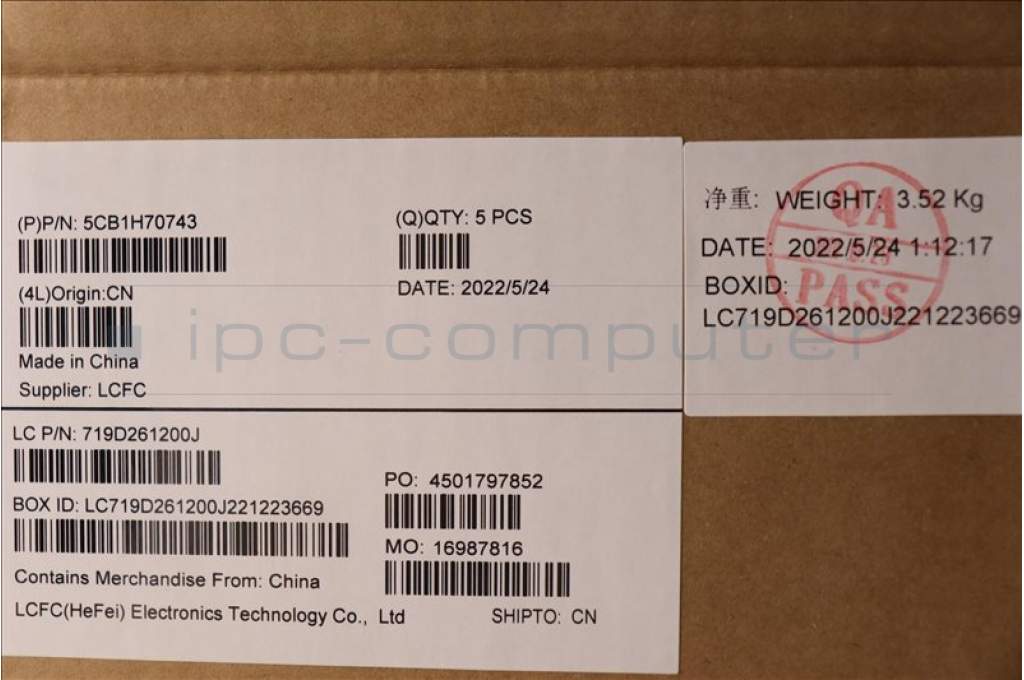 (P)P/N: 5CB1H70743
(Q)QTY: 5 PCS
(4L)Origin:CN
DATE: 2022/5/24
Made in China
Supplier: LCFC
净重: WEIGHT: 3.52 Kg
DATE: 2022/5/24 1:12:17
BOXID:
LC719D261200J221223669
QA
PASS
ipc-computer
LC P/N: 719D261200J
BOX ID: LC719D261200J221223669
PO: 4501797852
MO: 16987816
Contains Merchandise From: China
LCFC(HeFei) Electronics Technology Co., Ltd
SHIPTO: CN